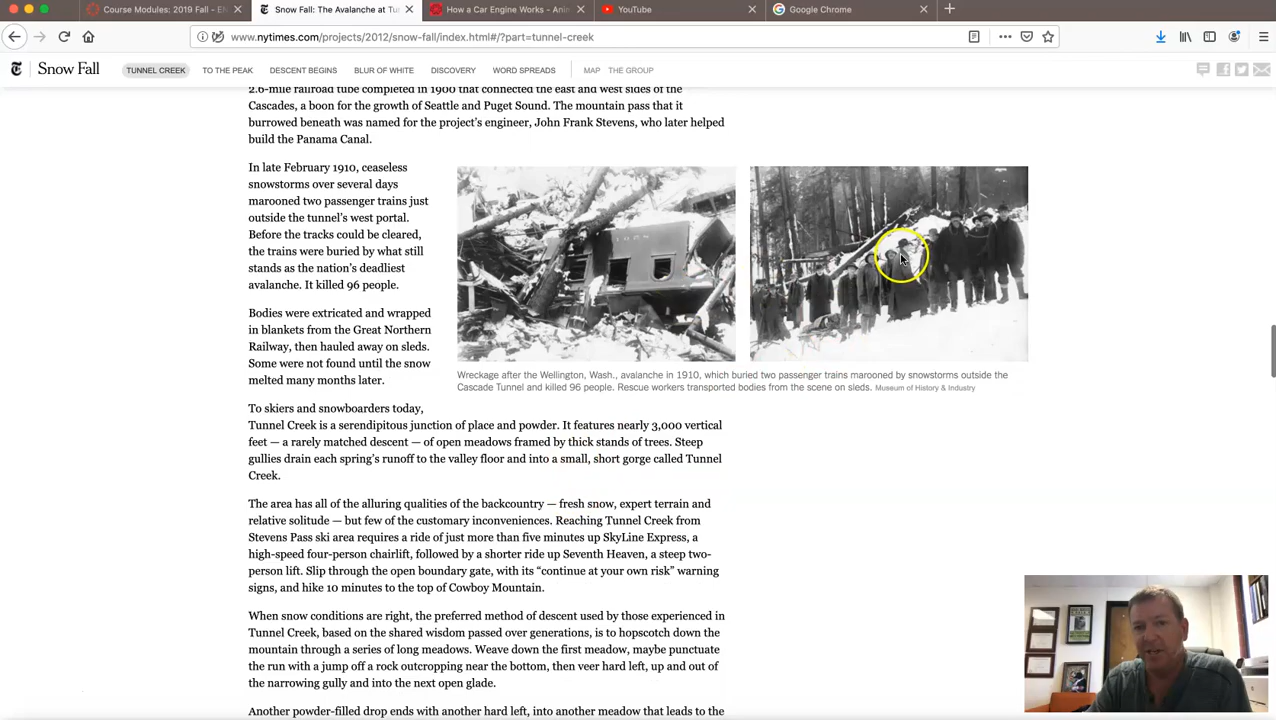 Course Modules: 2019 Fall - EN
Snow Fall: The Avalanche at Tu
How a Car Engine Works - Ani
YouTube
Google Chrome
www.nytimes.com/projects/2012/snow-fall/index.html#/?part=tunnel-creek
Snow Fall
TUNNEL CREEK
TO THE PEAK
DESCENT BEGINS
BLUR OF WHITE
DISCOVERY
WORD SPREADS
MAP
THE GROUP
2.6-mile railroad tube completed in 1900 that connected the east and west sides of the
Cascades, a boon for the growth of Seattle and Puget Sound. The mountain pass that it
burrowed beneath was named for the project's engineer, John Frank Stevens, who later helped
build the Panama Canal.
In late February 1910, ceaseless
snowstorms over several days
marooned two passenger trains just
outside the tunnel's west portal.
Before the tracks could be cleared,
the trains were buried by what still
stands as the nation's deadliest
avalanche. It killed 96 people.
Bodies were extricated and wrapped
in blankets from the Great Northern
Railway, then hauled away on sleds.
Some were not found until the snow
melted many months later.
Wreckage after the Wellington, Wash., avalanche in 1910, which buried two passenger trains marooned by snowstorms outside the
Cascade Tunnel and killed 96 people. Rescue workers transported bodies from the scene on sleds. Museum of History & Industry
To skiers and snowboarders today,
Tunnel Creek is a serendipitous junction of place and powder. It features nearly 3,000 vertical
feet — a rarely matched descent — of open meadows framed by thick stands of trees. Steep
gullies drain each spring's runoff to the valley floor and into a small, short gorge called Tunnel
Creek.
The area has all of the alluring qualities of the backcountry — fresh snow, expert terrain and
relative solitude — but few of the customary inconveniences. Reaching Tunnel Creek from
Stevens Pass ski area requires a ride of just more than five minutes up SkyLine Express, a
high-speed four-person chairlift, followed by a shorter ride up Seventh Heaven, a steep two-
person lift. Slip through the open boundary gate, with its “continue at your own risk” warning
signs, and hike 10 minutes to the top of Cowboy Mountain.
When snow conditions are right, the preferred method of descent used by those experienced in
Tunnel Creek, based on the shared wisdom passed over generations, is to hopscotch down the
mountain through a series of long meadows. Weave down the first meadow, maybe punctuate
the run with a jump off a rock outcropping near the bottom, then veer hard left, up and out of
the narrowing gully and into the next open glade.
Another powder-filled drop ends with another hard left, into another meadow that leads to the